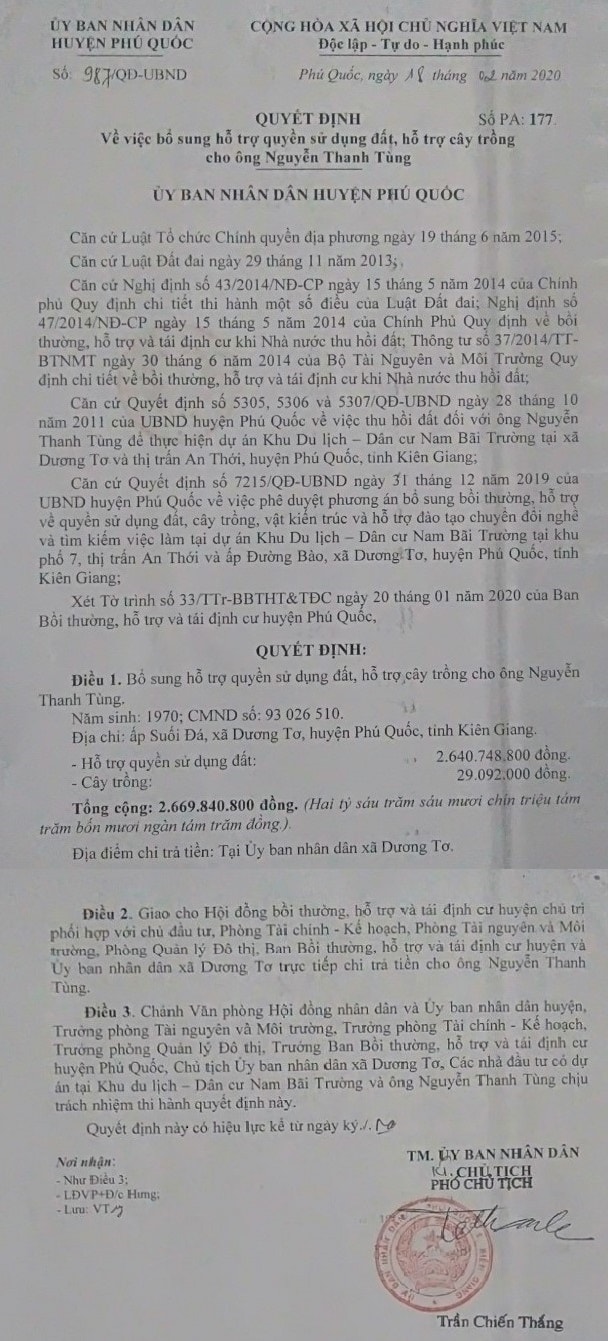 ỦY BAN NHÂN DÂN
HUYỆN PHÚ QUỐC
CỘNG HÒA XÃ HỘI CHỦ NGHĨA VIỆT NAM
Độc lập - Tự do - Hạnh phúc
Số: 987/QĐ-UBND
Phú Quốc, ngày 18 tháng 02 năm 2020
QUYẾT ĐỊNH
Số PA: 177.
Về việc bổ sung hỗ trợ quyền sử dụng đất, hỗ trợ cây trồng
cho ông Nguyễn Thanh Tùng
ỦY BAN NHÂN DÂN HUYỆN PHÚ QUỐC
Căn cứ Luật Tổ chức Chính quyền địa phương ngày 19 tháng 6 năm 2015;
Căn cứ Luật Đất đai ngày 29 tháng 11 năm 2013;
Căn cứ Nghị định số 43/2014/NĐ-CP ngày 15 tháng 5 năm 2014 của Chính
phủ Quy định chi tiết thi hành một số điều của Luật Đất đai; Nghị định số
47/2014/NĐ-CP ngày 15 tháng 5 năm 2014 của Chính Phủ Quy định về bồi
thường, hỗ trợ và tái định cư khi Nhà nước thu hồi đất; Thông tư số 37/2014/TT-
BTNMT ngày 30 tháng 6 năm 2014 của Bộ Tài Nguyên và Môi Trường Quy
định chi tiết về bồi thường, hỗ trợ và tái định cư khi Nhà nước thu hồi đất;
Căn cứ Quyết định số 5305, 5306 và 5307/QĐ-UBND ngày 28 tháng 10
năm 2011 của UBND huyện Phú Quốc về việc thu hồi đất đối với ông Nguyễn
Thanh Tùng để thực hiện dự án Khu Du lịch – Dân cư Nam Bãi Trường tại xã
Dương Tơ và thị trấn An Thới, huyện Phú Quốc, tỉnh Kiên Giang;
Căn cứ Quyết định số 7215/QĐ-UBND ngày 31 tháng 12 năm 2019 của
UBND huyện Phú Quốc về việc phê duyệt phương án bổ sung bồi thường, hỗ trợ
về quyền sử dụng đất, cây trồng, vật kiến trúc và hỗ trợ đào tạo chuyển đổi nghề
và tìm kiếm việc làm tại dự án Khu Du lịch – Dân cư Nam Bãi Trường tại khu
phố 7, thị trấn An Thới và ấp Đường Bào, xã Dương Tơ, huyện Phú Quốc, tỉnh
Kiên Giang;
Xét Tờ trình số 33/TTr-BBTHT&TĐC ngày 20 tháng 01 năm 2020 của Ban
Bồi thường, hỗ trợ và tái định cư huyện Phú Quốc,
QUYẾT ĐỊNH:
Điều 1. Bổ sung hỗ trợ quyền sử dụng đất, hỗ trợ cây trồng cho ông Nguyễn
Thanh Tùng.
Năm sinh: 1970; CMND số: 93 026 510.
Địa chỉ: ấp Suối Đá, xã Dương Tơ, huyện Phú Quốc, tỉnh Kiên Giang.
- Hỗ trợ quyền sử dụng đất: 2.640.748.800 đồng.
- Cây trồng: 29.092.000 đồng.
Tổng cộng: 2.669.840.800 đồng. (Hai tỷ sáu trăm sáu mươi chín triệu tám
trăm bốn mươi ngàn tám trăm đồng.).
Địa điểm chi trả tiền: Tại Ủy ban nhân dân xã Dương Tơ.
Điều 2. Giao cho Hội đồng bồi thường, hỗ trợ và tái định cư huyện chủ trì
phối hợp với chủ đầu tư, Phòng Tài chính - Kế hoạch, Phòng Tài nguyên và Môi
trường, Phòng Quản lý Đô thị, Ban Bồi thường, hỗ trợ và tái định cư huyện và
Ủy ban nhân dân xã Dương Tơ trực tiếp chi trả tiền cho ông Nguyễn Thanh
Tùng.
Điều 3. Chánh Văn phòng Hội đồng nhân dân và Ủy ban nhân dân huyện,
Trưởng phòng Tài nguyên và Môi trường, Trưởng phòng Tài chính - Kế hoạch,
Trưởng phòng Quản lý Đô thị, Trưởng Ban Bồi thường, hỗ trợ và tái định cư
huyện Phú Quốc, Chủ tịch Ủy ban nhân dân xã Dương Tơ, Các nhà đầu tư có dự
án tại Khu du lịch – Dân cư Nam Bãi Trường và ông Nguyễn Thanh Tùng chịu
trách nhiệm thi hành quyết định này.
Quyết định này có hiệu lực kể từ ngày ký./.
Nơi nhận:
- Như Điều 3;
- LĐVP+Đ/c Hưng;
- Lưu: VT
TM. ỦY BAN NHÂN DÂN
KT. CHỦ TỊCH
PHÓ CHỦ TỊCH
Trần Chiến Thắng